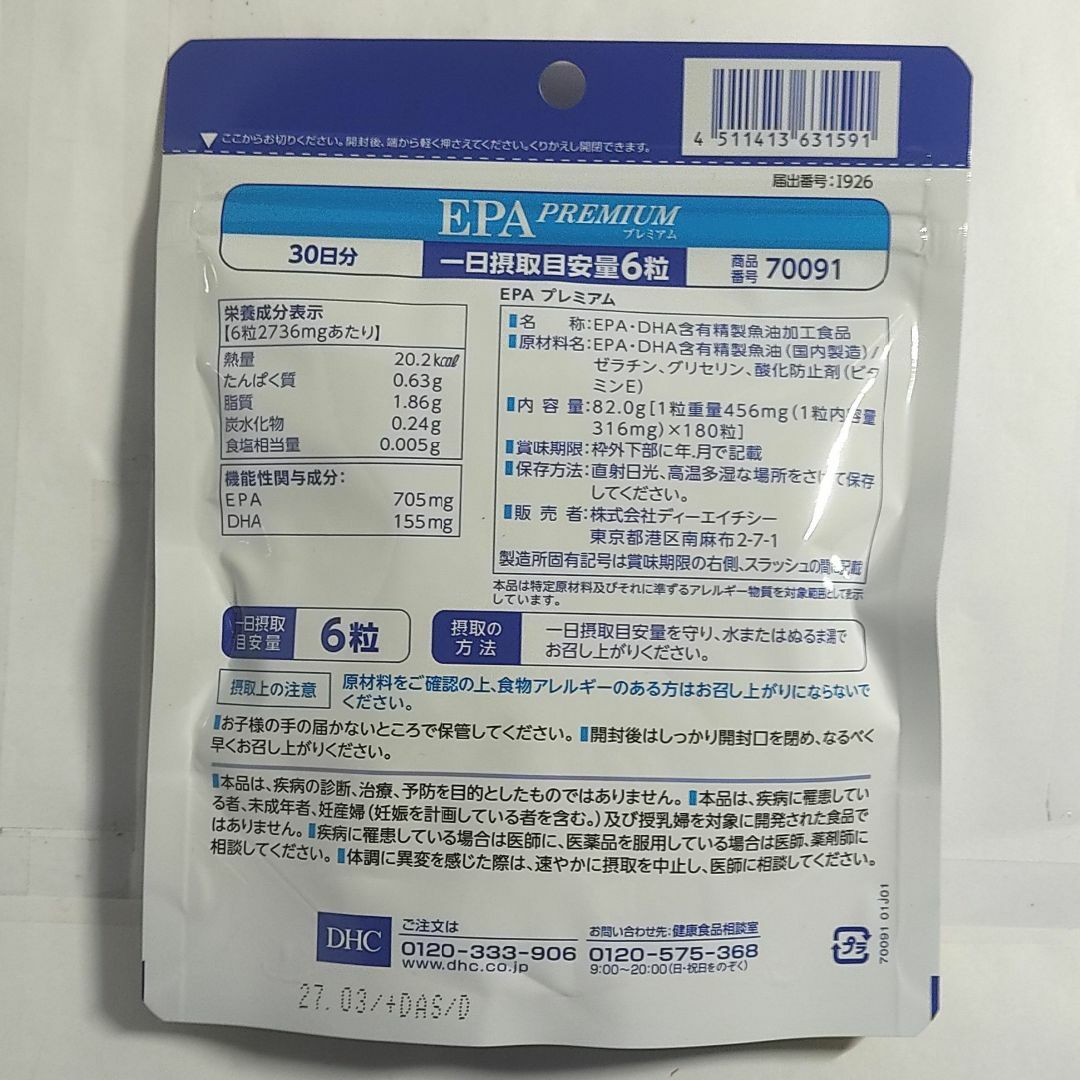 ▼ここからお切りください。開封後、端から軽く押さえてください。くりかえし開閉できます。
4 511413 631591
届出番号:I926
EPA PREMIUM
プレミアム
30日分
一日摂取目安量6粒
商品番号 70091
栄養成分表示
【6粒2736mgあたり】
熱量 20.2kcal
たんぱく質 0.63g
脂質 1.86g
炭水化物 0.24g
食塩相当量 0.005g
機能性関与成分:
EPA 705mg
DHA 155mg
EPA プレミアム
名称:EPA・DHA含有精製魚油加工食品
原材料名:EPA・DHA含有精製魚油(国内製造)/
ゼラチン、グリセリン、酸化防止剤(ビタ
ミンE)
内容量:82.0g[1粒重量456mg(1粒内容量
316mg)×180粒]
賞味期限:枠外下部に年.月で記載
保存方法:直射日光、高温多湿な場所をさけて保存
してください。
販売者:株式会社ディーエイチシー
東京都港区南麻布2-7-1
製造所固有記号は賞味期限の右側、スラッシュの間に記載
本品は特定原材料及びそれに準ずるアレルギー物質を対象範囲として表示
しています。
一日摂取
目安量
6粒
摂取の
方法
一日摂取目安量を守り、水またはぬるま湯で
お召し上がりください。
摂取上の注意
原材料をご確認の上、食物アレルギーのある方はお召し上がりにならないで
ください。
お子様の手の届かないところで保管してください。 開封後はしっかり開封口を閉め、なるべく
早くお召し上がりください。
本品は、疾病の診断、治療、予防を目的としたものではありません。 本品は、疾病に罹患してい
る者、未成年者、妊産婦(妊娠を計画している者を含む。)及び授乳婦を対象に開発された食品で
はありません。 疾病に罹患している場合は医師に、医薬品を服用している場合は医師、薬剤師に
相談してください。 体調に異変を感じた際は、速やかに摂取を中止し、医師に相談してください。
70091 01J01
DHC
ご注文は
0120-333-906
www.dhc.co.jp
お問い合わせ先:健康食品相談室
0120-575-368
9:00〜20:00(日・祝日をのぞく)
プラ
27.03/+DAS/D